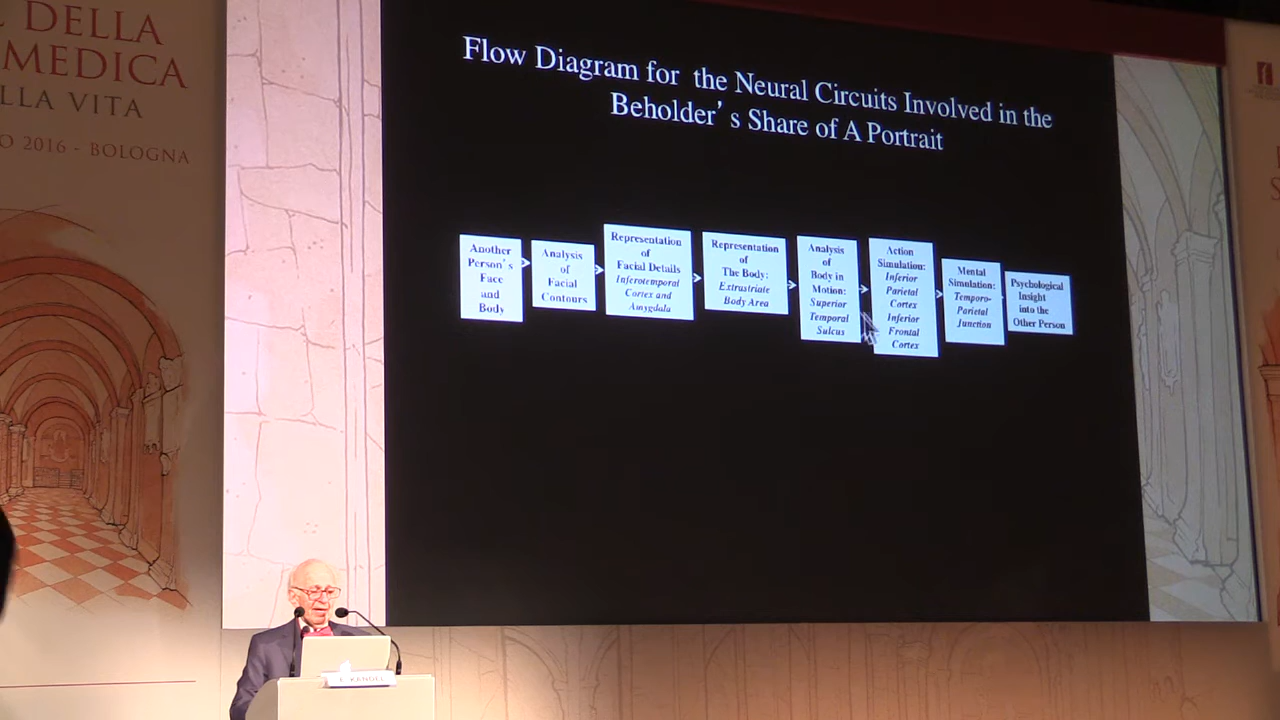 DELLA
MEDICA
LLA VITA
O 2016 - BOLOGNA
Flow Diagram for the Neural Circuits Involved in the
Beholder’s Share of A Portrait
Another
Person’s
Face
and
Body
Analysis
of
Facial
Contours
Representation
of
Facial Details
Inferotemporal
Cortex and
Amygdala
Representation
of
The Body:
Extrastriate
Body Area
Analysis
of
Body in
Motion:
Superior
Temporal
Sulcus
Action
Simulation:
Inferior
Parietal
Cortex
Inferior
Frontal
Cortex
Mental
Simulation:
Temporo-
Parietal
Junction
Psychological
Insight
into the
Other Person
E. KANDEL